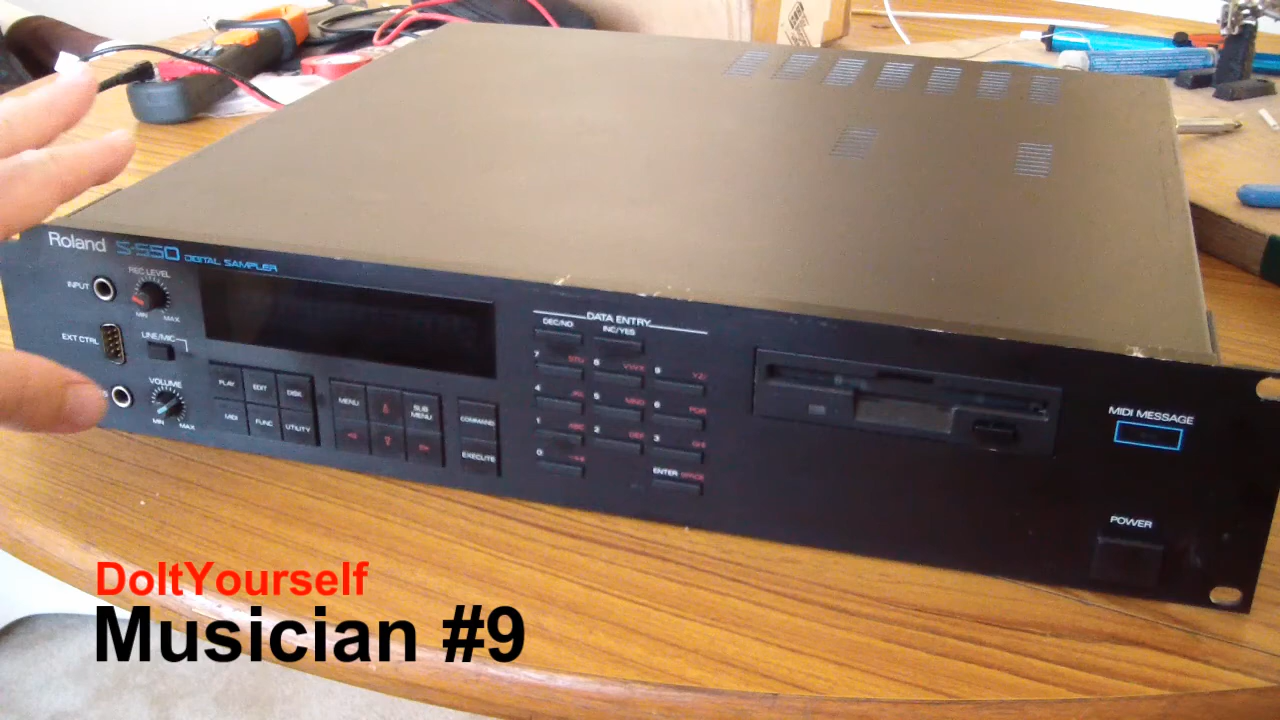 Roland S-550 DIGITAL SAMPLER
INPUT
REC LEVEL
MIN MAX
EXT CTRL
LINE/MIC
VOLUME
MIN MAX
PLAY EDIT DISK
MIDI FUNC UTILITY
MENU
SUB MENU
COMMAND
EXECUTE
DATA ENTRY
DEC/NO INC/YES
7 STU 8 VWX 9 YZ/
4 5 MNO 6 PQR
1 ABC 2 DEF 3 GHI
0
ENTER SPACE
MIDI MESSAGE
POWER
DoItYourself
Musician #9